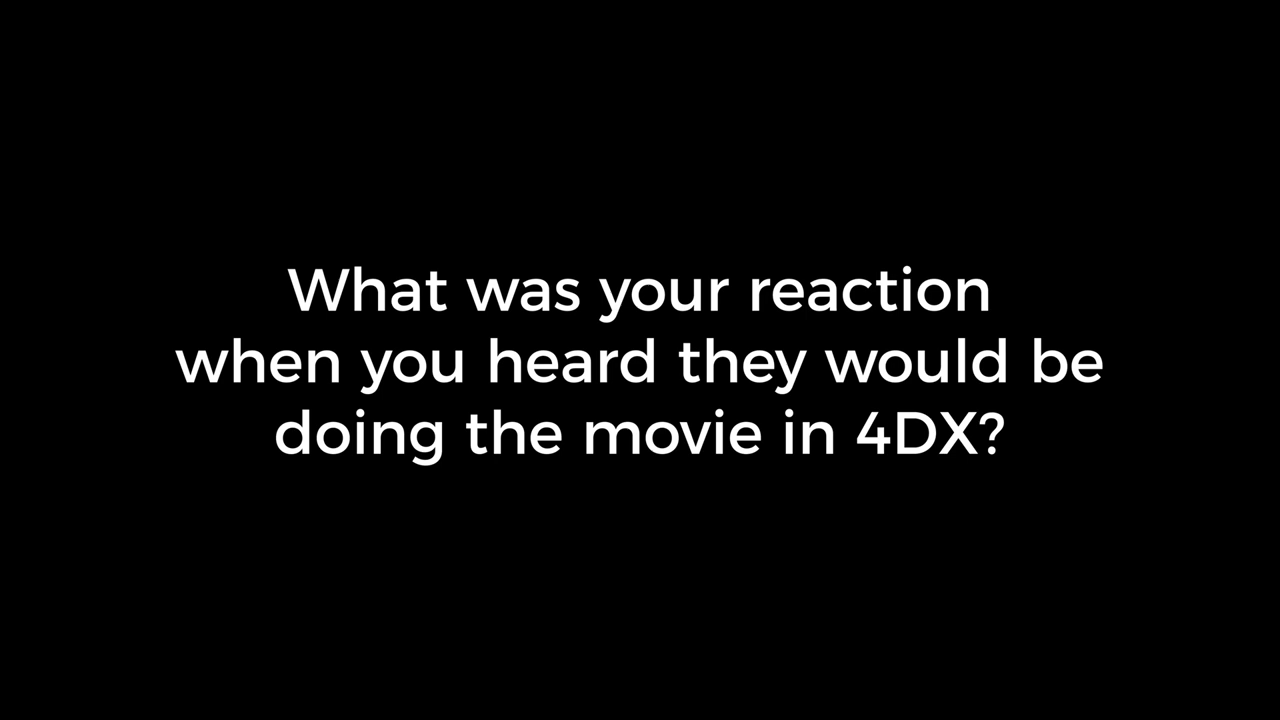 What was your reaction
when you heard they would be
doing the movie in 4DX?